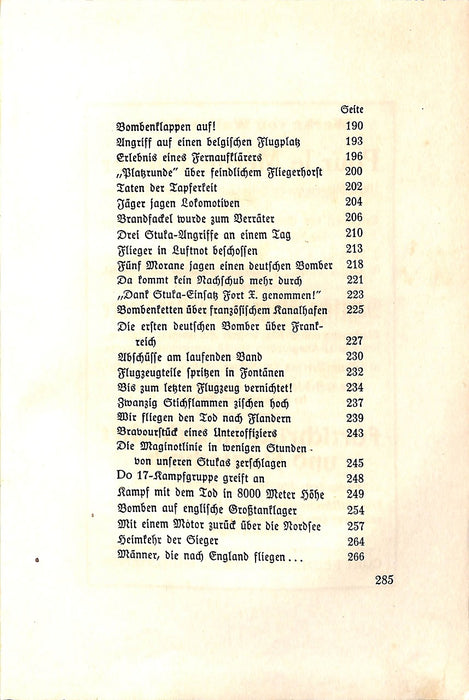 Seite
Bombenklappen auf! 190
Angriff auf einen belgischen Flugplatz 193
Erlebnis eines Fernaufklärers 196
„Platzrunde" über feindlichem Fliegerhorst 200
Taten der Tapferkeit 202
Jäger jagen Lokomotiven 204
Brandfackel wurde zum Verräter 206
Drei Stuka-Angriffe an einem Tag 210
Flieger in Luftnot beschossen 213
Fünf Morane jagen einen deutschen Bomber 218
Da kommt kein Nachschub mehr durch 221
„Dank Stuka-Einsatz Fort X. genommen!" 223
Bombenketten über französischem Kanalhafen 225
Die ersten deutschen Bomber über Frank-
reich 227
Abschüsse am laufenden Band 230
Flugzeugteile spritzen in Fontänen 232
Bis zum letzten Flugzeug vernichtet! 234
Zwanzig Stichflammen zischen hoch 237
Wir fliegen den Tod nach Flandern 239
Bravourstück eines Unteroffiziers 243
Die Maginotlinie in wenigen Stunden
von unseren Stukas zerschlagen 245
Do 17-Kampfgruppe greift an 248
Kampf mit dem Tod in 8000 Meter Höhe 249
Bomben auf englische Großtanklager 254
Mit einem Motor zurück über die Nordsee 257
Heimkehr der Sieger 264
Männer, die nach England fliegen... 266
285